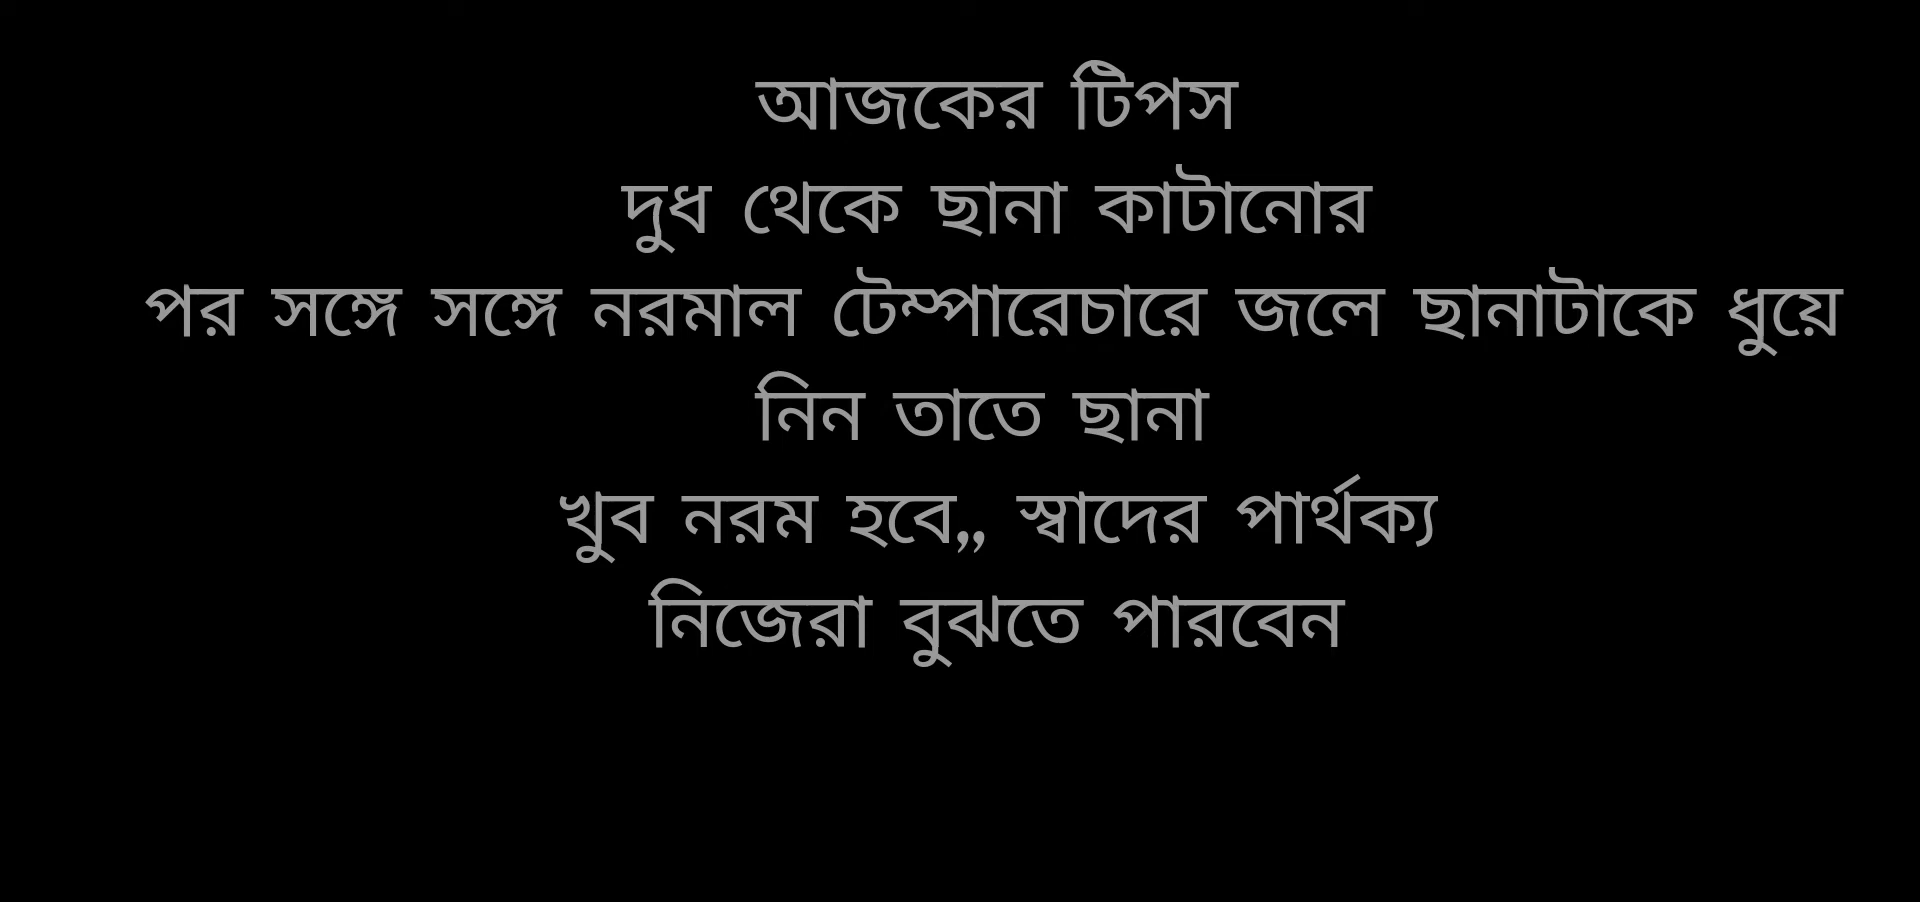 আজকের টিপস
দুধ থেকে ছানা কাটানোর
পর সঙ্গে সঙ্গে নরমাল টেম্পারেচারে জলে ছানাটাকে ধুয়ে
নিন তাতে ছানা
খুব নরম হবে,, স্বাদের পার্থক্য
নিজেরা বুঝতে পারবেন